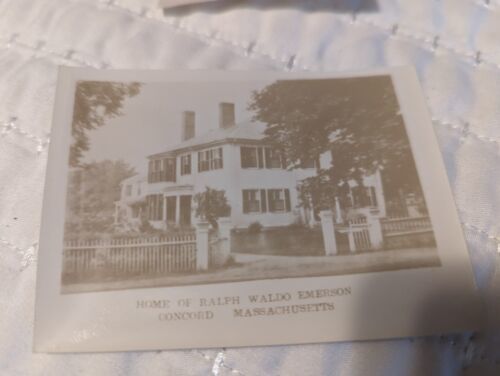 HOME OF RALPH WALDO EMERSON
CONCORD MASSACHUSETTS